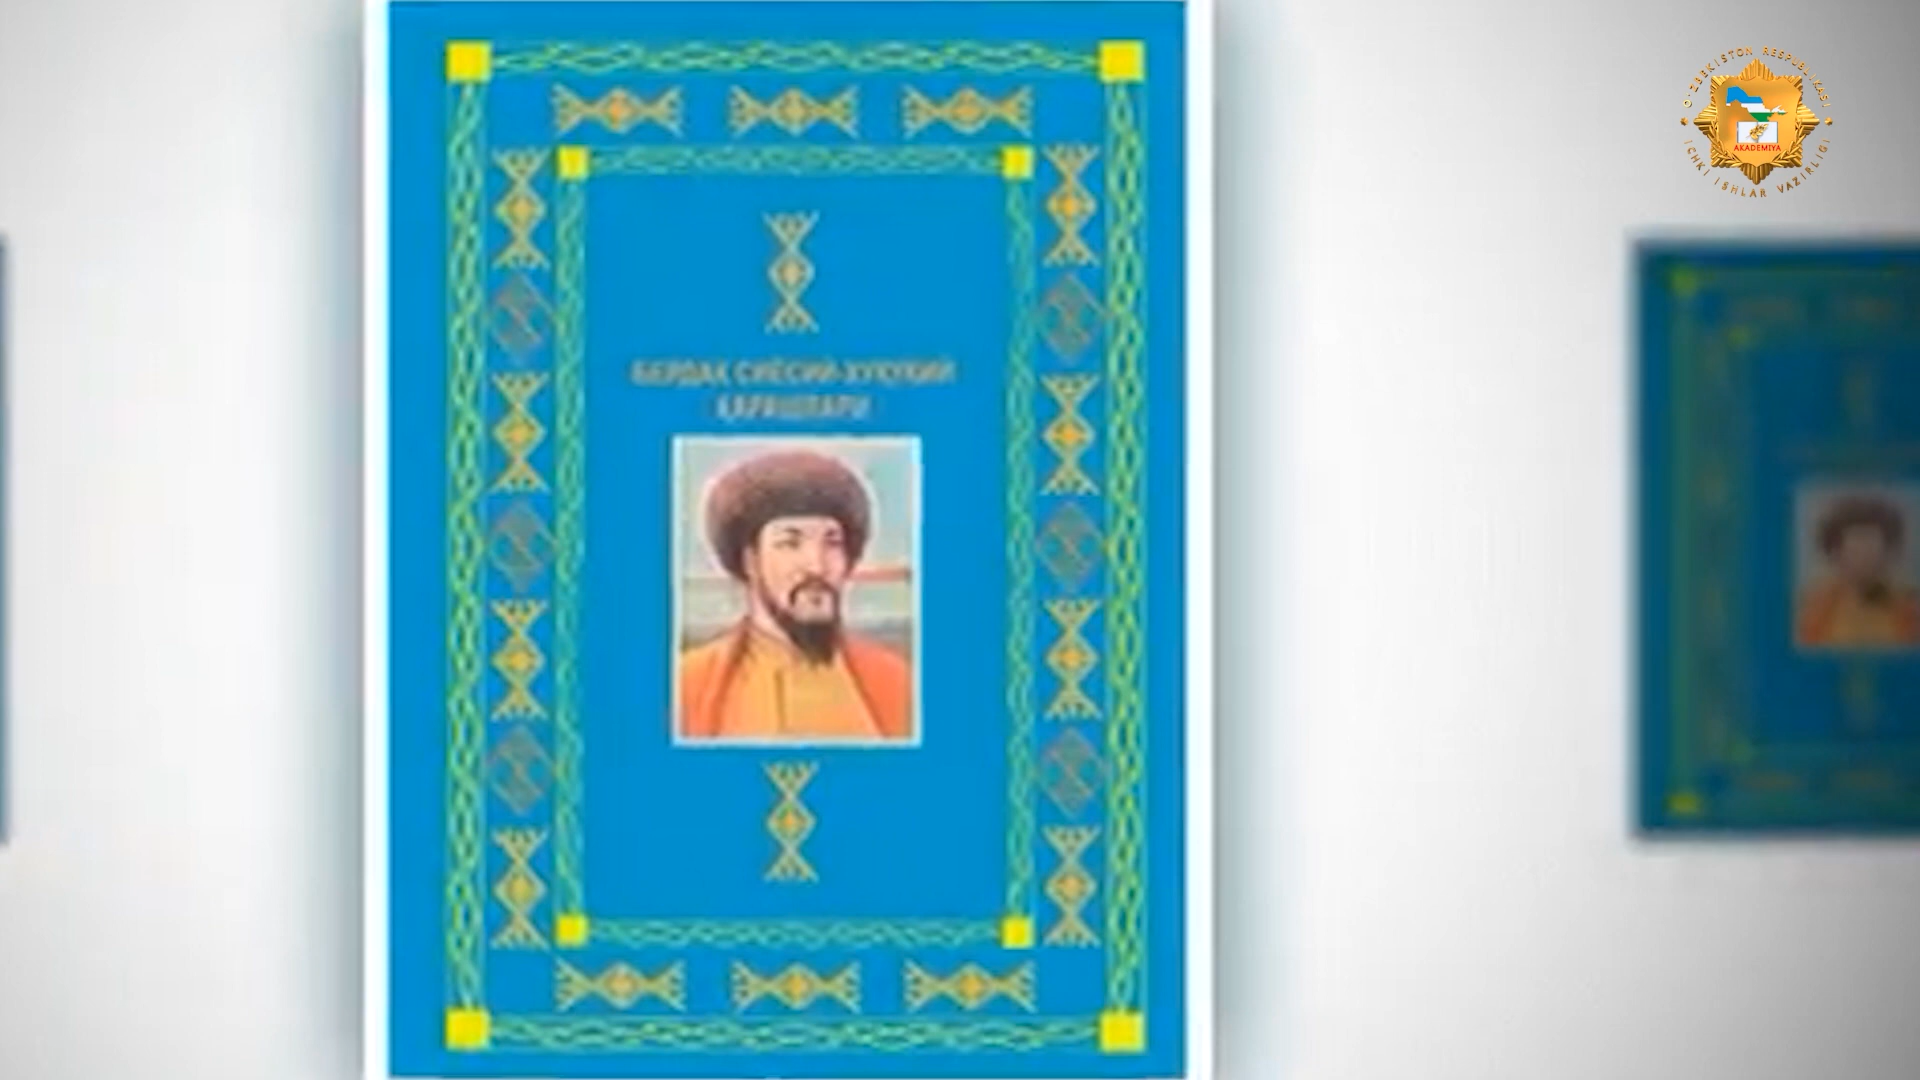 БЕРДАҚ СИЁСИЙ-ҲУҚУҚИЙ
ҚАРАШЛАРИ
O'ZBEKISTON RESPUBLIKASI
AKADEMIYA
ICHKI ISHLAR VAZIRLIGI